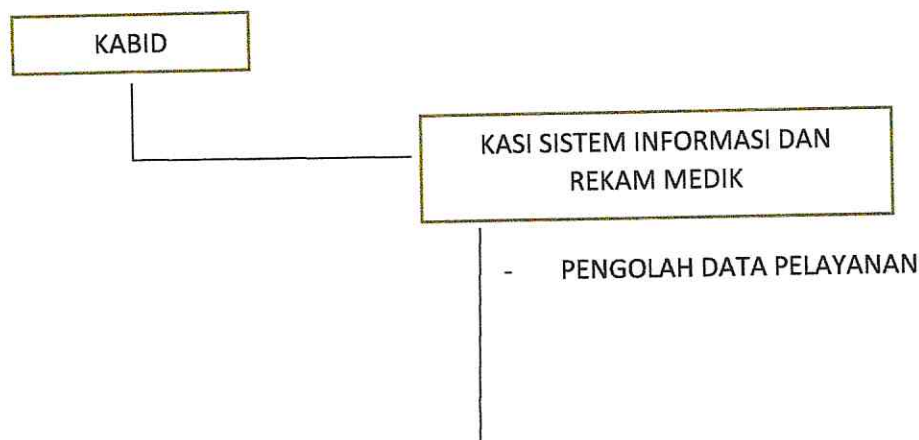 KABID
KASI SISTEM INFORMASI DAN
REKAM MEDIK
- PENGOLAH DATA PELAYANAN